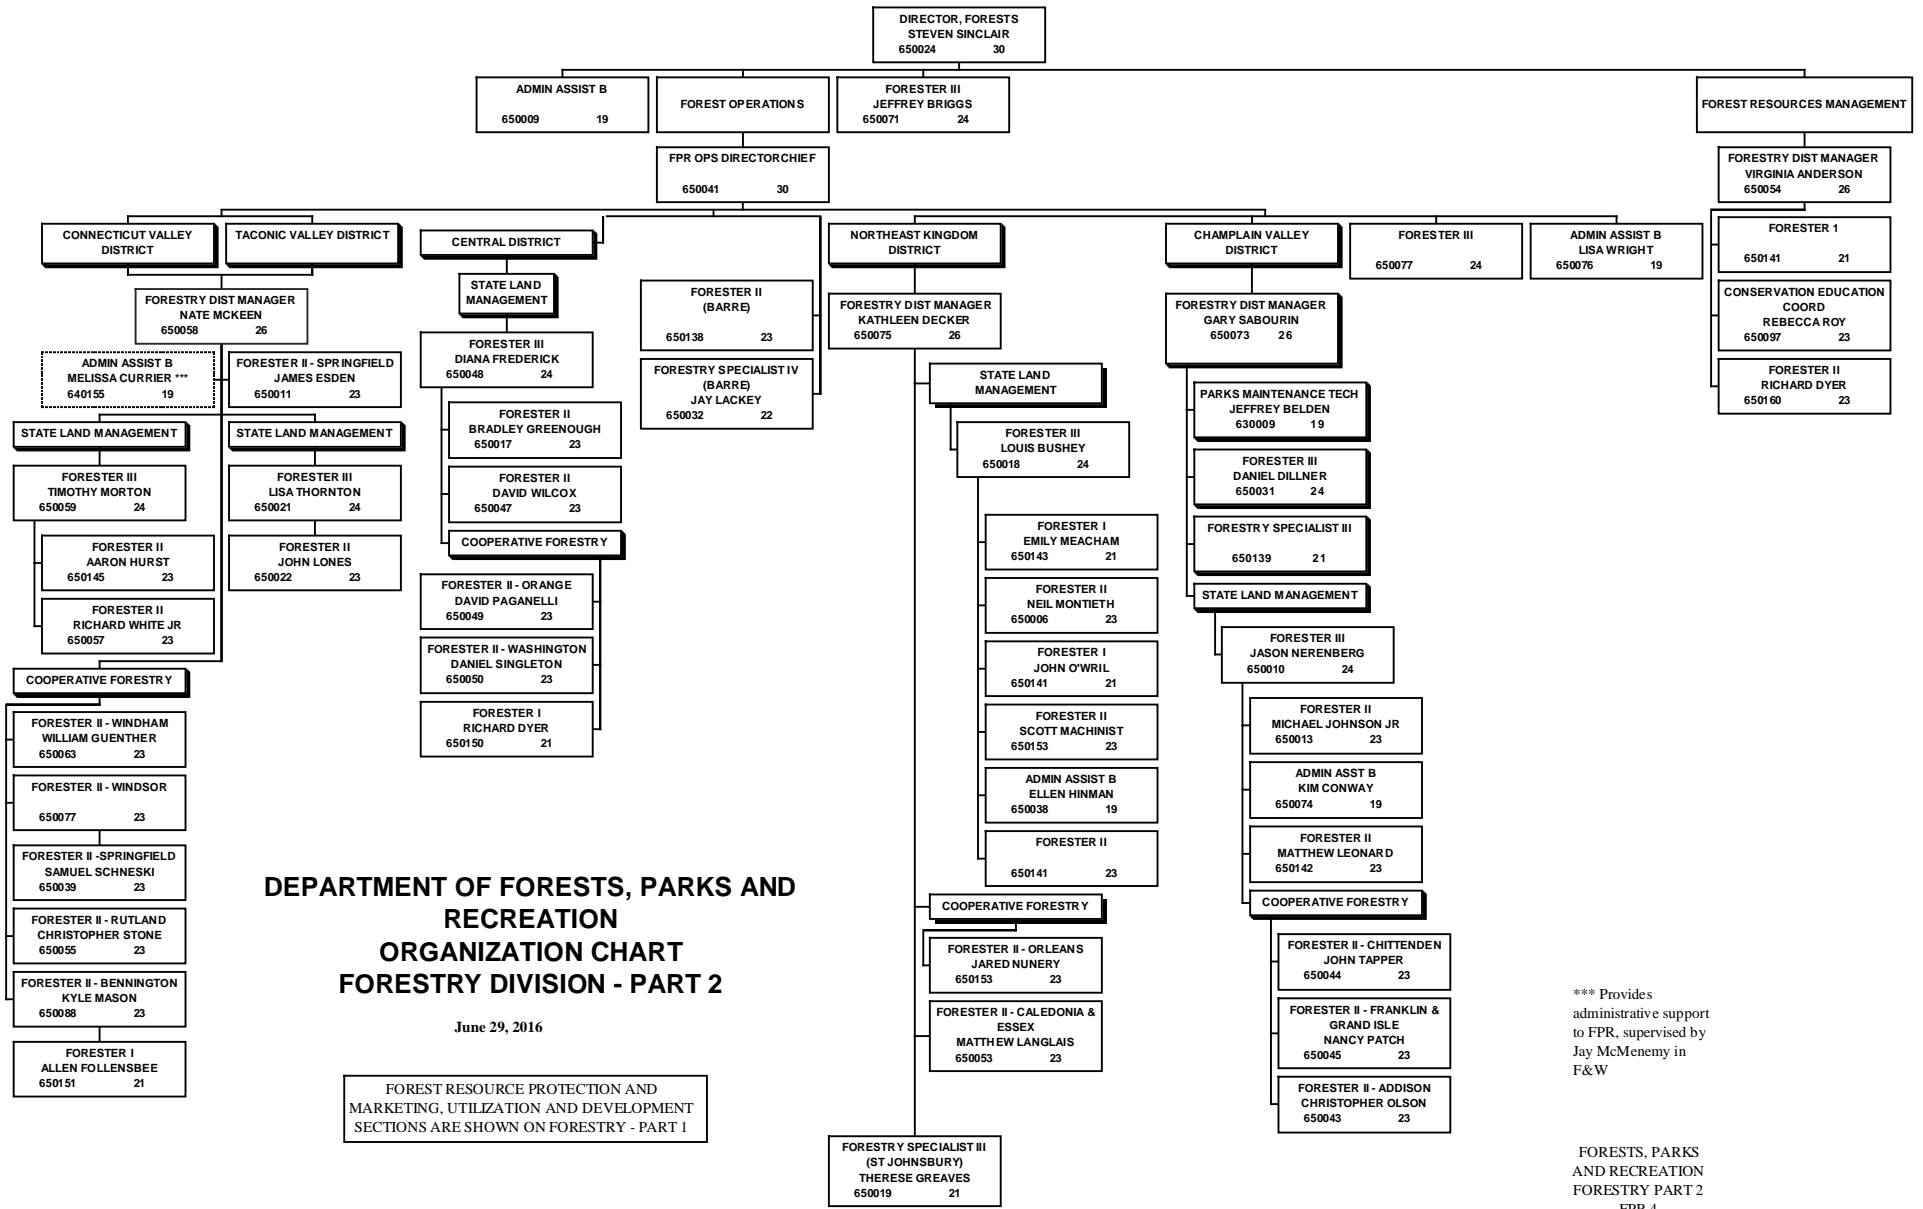 DIRECTOR, FORESTS
STEVEN SINCLAIR
650024 30
ADMIN ASSIST B
650009 19
FOREST OPERATIONS
FORESTER III
JEFFREY BRIGGS
650071 24
FOREST RESOURCES MANAGEMENT
FPR OPS DIRECTORCHIEF
650041 30
FORESTRY DIST MANAGER
VIRGINIA ANDERSON
650054 26
FORESTER 1
650141 21
CONSERVATION EDUCATION
COORD
REBECCA ROY
650097 23
FORESTER II
RICHARD DYER
650160 23
CONNECTICUT VALLEY
DISTRICT
TACONIC VALLEY DISTRICT
FORESTRY DIST MANAGER
NATE MCKEEN
650058 26
ADMIN ASSIST B
MELISSA CURRIER ***
640155 19
FORESTER II - SPRINGFIELD
JAMES ESDEN
650011 23
STATE LAND MANAGEMENT
FORESTER III
TIMOTHY MORTON
650059 24
FORESTER II
AARON HURST
650145 23
FORESTER II
RICHARD WHITE JR
650057 23
STATE LAND MANAGEMENT
FORESTER III
LISA THORNTON
650021 24
FORESTER II
JOHN LONES
650022 23
COOPERATIVE FORESTRY
FORESTER II - WINDHAM
WILLIAM GUENTHER
650063 23
FORESTER II - WINDSOR
650077 23
FORESTER II -SPRINGFIELD
SAMUEL SCHNESKI
650039 23
FORESTER II - RUTLAND
CHRISTOPHER STONE
650055 23
FORESTER II - BENNINGTON
KYLE MASON
650088 23
FORESTER I
ALLEN FOLLENSBEE
650151 21
CENTRAL DISTRICT
STATE LAND
MANAGEMENT
FORESTER III
DIANA FREDERICK
650048 24
FORESTER II
BRADLEY GREENOUGH
650017 23
FORESTER II
DAVID WILCOX
650047 23
COOPERATIVE FORESTRY
FORESTER II - ORANGE
DAVID PAGANELLI
650049 23
FORESTER II - WASHINGTON
DANIEL SINGLETON
650050 23
FORESTER I
RICHARD DYER
650150 21
FORESTER II
(BARRE)
650138 23
FORESTRY SPECIALIST IV
(BARRE)
JAY LACKEY
650032 22
NORTHEAST KINGDOM
DISTRICT
FORESTRY DIST MANAGER
KATHLEEN DECKER
650075 26
STATE LAND
MANAGEMENT
FORESTER III
LOUIS BUSHEY
650018 24
FORESTER I
EMILY MEACHAM
650143 21
FORESTER II
NEIL MONTIETH
650006 23
FORESTER I
JOHN O'WRIL
650141 21
FORESTER II
SCOTT MACHINIST
650153 23
ADMIN ASSIST B
ELLEN HINMAN
650038 19
FORESTER II
650141 23
COOPERATIVE FORESTRY
FORESTER II - ORLEANS
JARED NUNERY
650153 23
FORESTER II - CALEDONIA &
ESSEX
MATTHEW LANGLAIS
650053 23
FORESTRY SPECIALIST III
(ST JOHNSBURY)
THERESE GREAVES
650019 21
CHAMPLAIN VALLEY
DISTRICT
FORESTRY DIST MANAGER
GARY SABOURIN
650073 26
PARKS MAINTENANCE TECH
JEFFREY BELDEN
630009 19
FORESTER III
DANIEL DILLNER
650031 24
FORESTRY SPECIALIST III
650139 21
STATE LAND MANAGEMENT
FORESTER III
JASON NERENBERG
650010 24
FORESTER II
MICHAEL JOHNSON JR
650013 23
ADMIN ASST B
KIM CONWAY
650074 19
FORESTER II
MATTHEW LEONARD
650142 23
COOPERATIVE FORESTRY
FORESTER II - CHITTENDEN
JOHN TAPPER
650044 23
FORESTER II - FRANKLIN &
GRAND ISLE
NANCY PATCH
650045 23
FORESTER II - ADDISON
CHRISTOPHER OLSON
650043 23
FORESTER III
650077 24
ADMIN ASSIST B
LISA WRIGHT
650076 19
DEPARTMENT OF FORESTS, PARKS AND
RECREATION
ORGANIZATION CHART
FORESTRY DIVISION - PART 2
June 29, 2016
FOREST RESOURCE PROTECTION AND
MARKETING, UTILIZATION AND DEVELOPMENT
SECTIONS ARE SHOWN ON FORESTRY - PART 1
*** Provides
administrative support
to FPR, supervised by
Jay McMenemy in
F&W
FORESTS, PARKS
AND RECREATION
FORESTRY PART 2
FPR 4